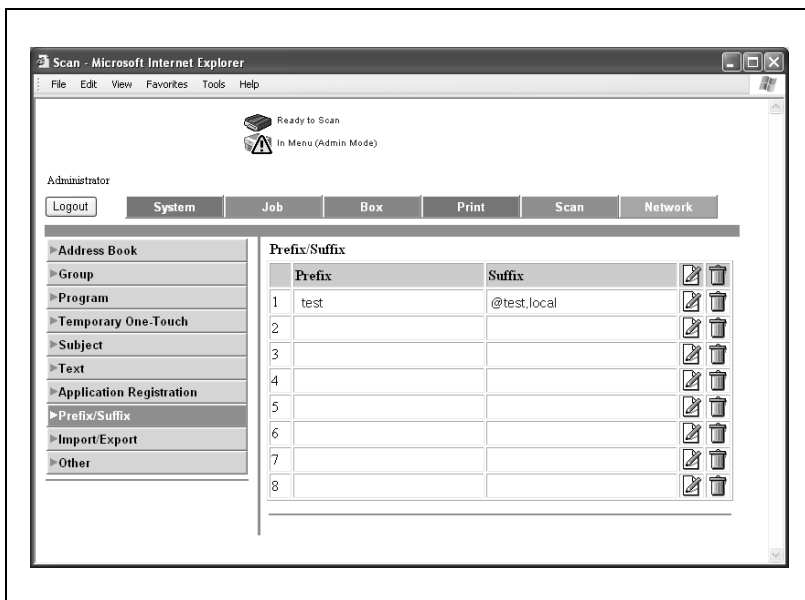 Scan - Microsoft Internet Explorer
File Edit View Favorites Tools Help
Ready to Scan
In Menu (Admin Mode)
Administrator
Logout System Job Box Print Scan Network
Address Book
Group
Program
Temporary One-Touch
Subject
Text
Application Registration
Prefix/Suffix
Import/Export
Other
Prefix/Suffix
Prefix Suffix
1 test @test.local
2
3
4
5
6
7
8